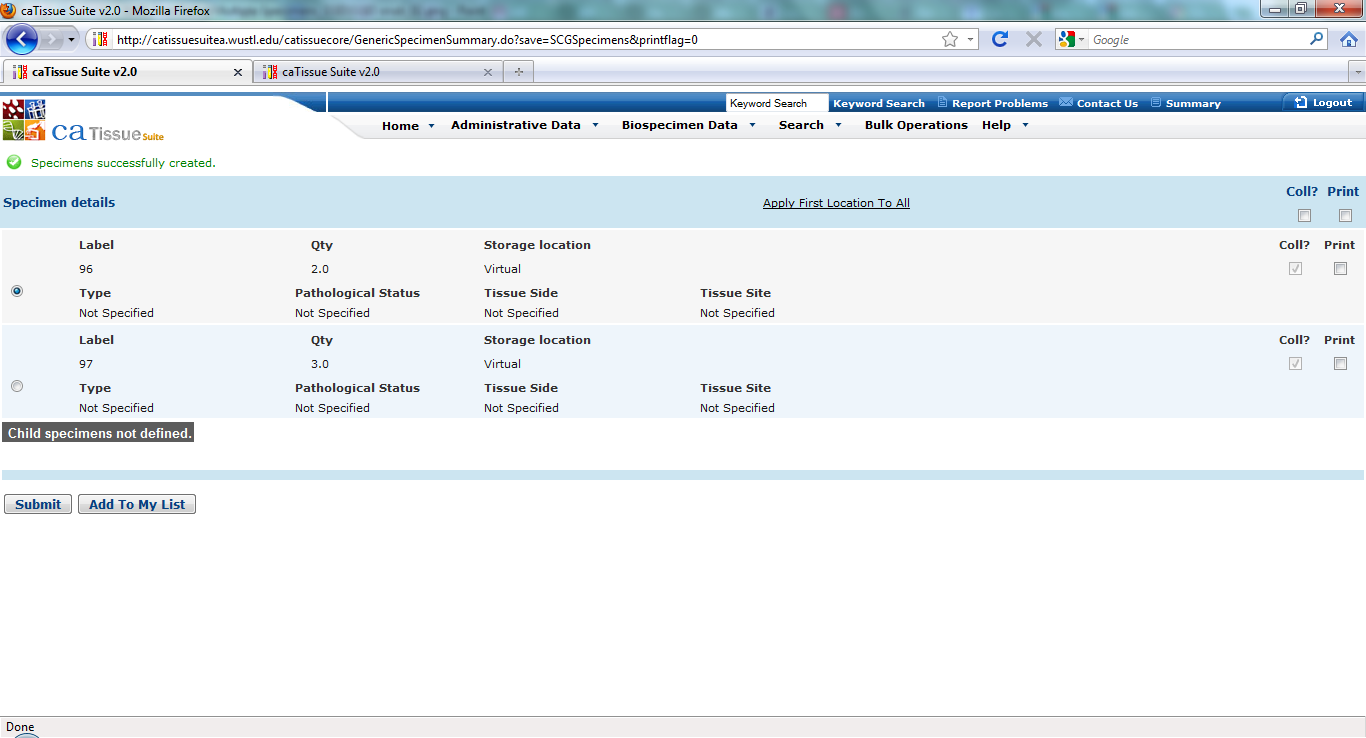 caTissue Suite v2.0 - Mozilla Firefox
http://catissuesuitea.wustl.edu/catissuecore/GenericSpecimenSummary.do?save=SCGSpecimens&printflag=0 Google
caTissue Suite v2.0 caTissue Suite v2.0
Keyword Search Keyword Search Report Problems Contact Us Summary Logout
ca Tissue Suite Home Administrative Data Biospecimen Data Search Bulk Operations Help
Specimens successfully created.
Specimen details Apply First Location To All Coll? Print
Label Qty Storage location Coll? Print
96 2.0 Virtual
Type Pathological Status Tissue Side Tissue Site
Not Specified Not Specified Not Specified Not Specified
Label Qty Storage location Coll? Print
97 3.0 Virtual
Type Pathological Status Tissue Side Tissue Site
Not Specified Not Specified Not Specified Not Specified
Child specimens not defined.
Submit Add To My List
Done